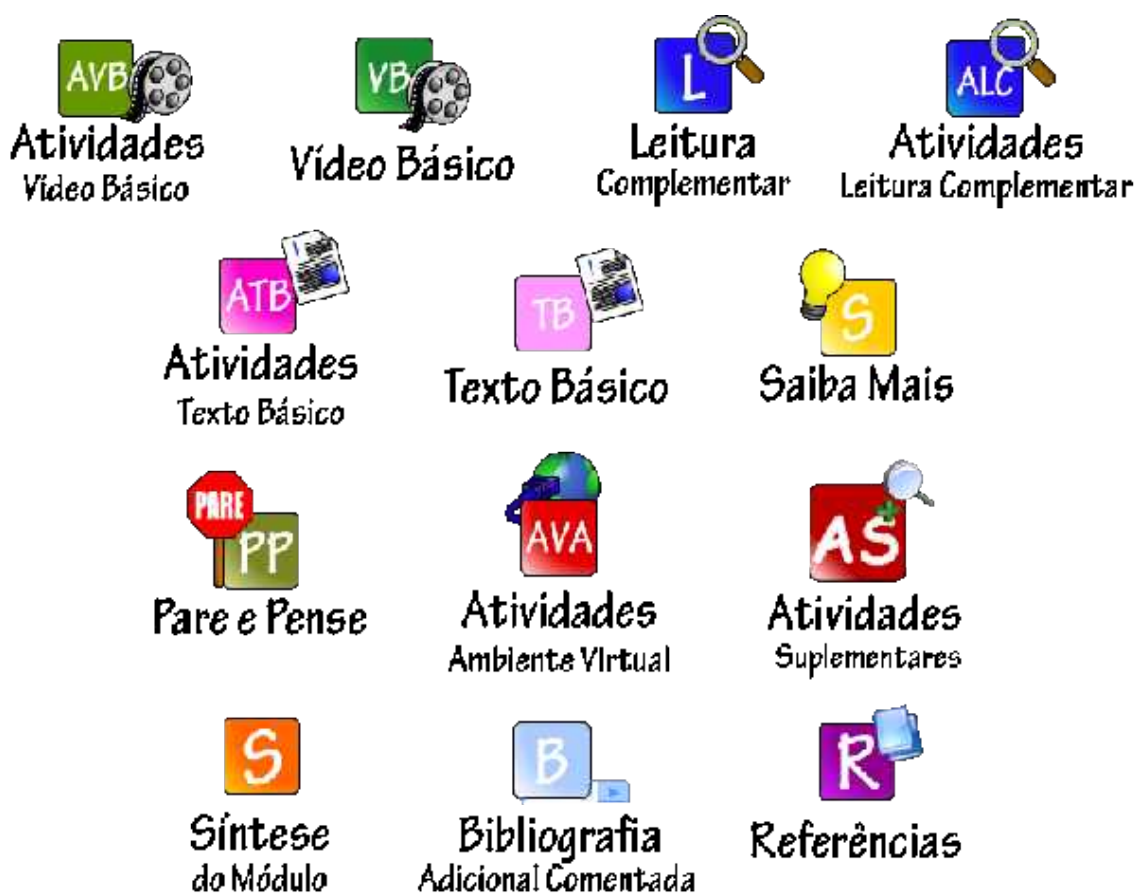 AVB
Atividades
Vídeo Básico
VB
Vídeo Básico
L
Leitura
Complementar
ALC
Atividades
Leitura Complementar
ATB
Atividades
Texto Básico
TB
Texto Básico
S
Saiba Mais
PARE
PP
Pare e Pense
AVA
Atividades
Ambiente Virtual
AS
Atividades
Suplementares
S
Síntese
do Módulo
B
Bibliografia
Adicional Comentada
R
Referências